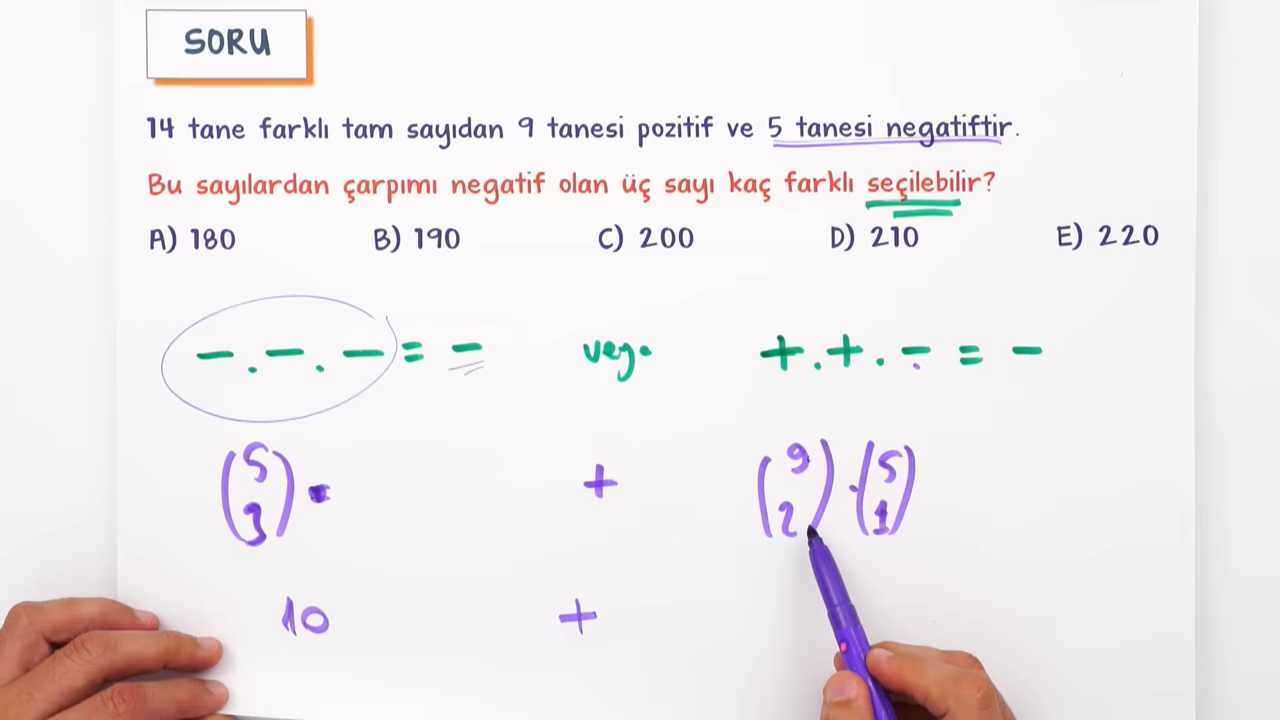 SORU
14 tane farklı tam sayıdan 9 tanesi pozitif ve 5 tanesi negatiftir.
Bu sayılardan çarpımı negatif olan üç sayı kaç farklı seçilebilir?
A) 180 B) 190 C) 200 D) 210 E) 220
- . - . - = - veya + . + . - = -
(5 3) . + (9 2) . (5 1)
10 +